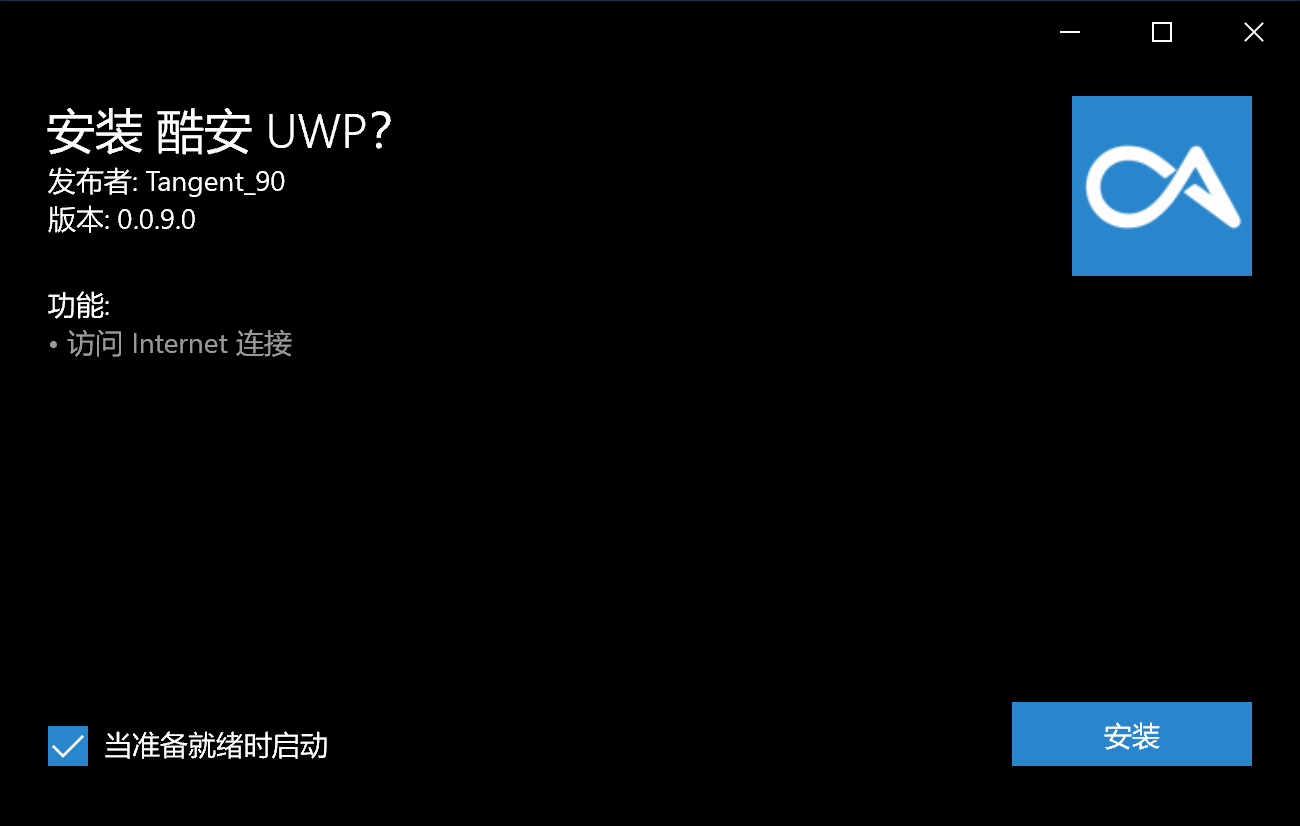 安装 酷安 UWP?
发布者: Tangent_90
版本: 0.0.9.0
功能:
• 访问 Internet 连接
当准备就绪时启动
安装